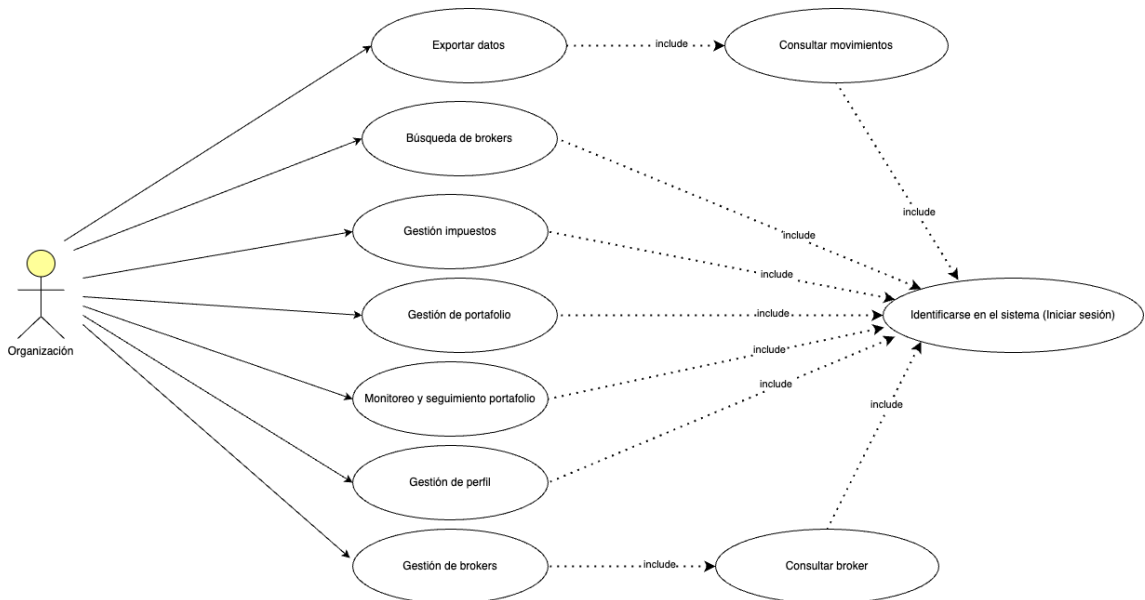 Exportar datos
include
Consultar movimientos
Búsqueda de brokers
include
Gestión impuestos
include
include
Gestión de portafolio
include
Identificarse en el sistema (Iniciar sesión)
Organización
include
Monitoreo y seguimiento portafolio
include
include
Gestión de perfil
Gestión de brokers
include
Consultar broker